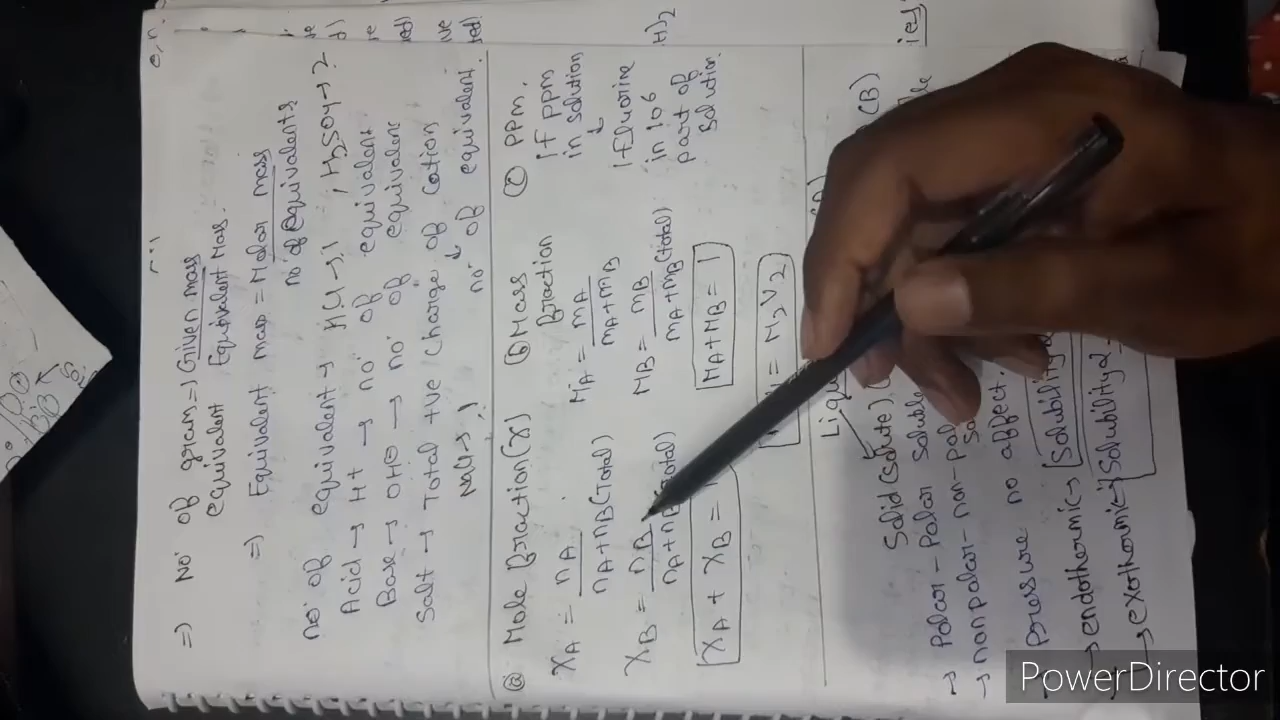 => No. of gram => Given mass
equivalent Equivalent Mass.
=> Equivalent mass = Molar mass
no. of Equivalents
no. of equivalent → HCl → 1, H2SO4 → 2
Acid → H+ → no. of equivalent.
Base → OH⊖ → no. of equivalent
Salt → Total +ve charge of Cation
NaCl → 1 no. of equivalent.
(a) Mole fraction (x)
xA = nA
nA + nB (Total)
xB = nB
nA + nB (Total)
xA + xB =
(b) Mass
fraction
MA = mA
mA + mB
MB = mB
mA + mB (total)
MA + MB = 1
(c) PPm.
1f ppm
in solution
1 fluorine
in 10 6
part of
solution
= M2V2
(B)
Solid (Solute)
→ Polar - Polar soluble
→ nonpolar - non-pol
→ Pressure no affect.
→ endothermic → Solubility
→ exothermic → Solubility
PowerDirector